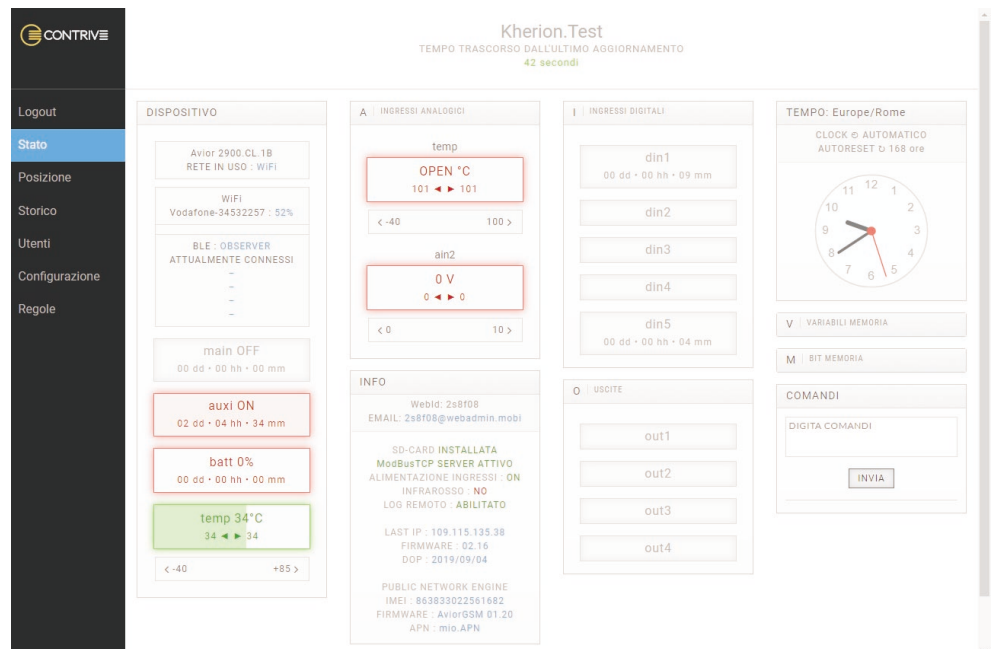 CONTRIVE
Kherion.Test
TEMPO TRASCORSO DALL'ULTIMO AGGIORNAMENTO
42 secondi
Logout
Stato
Posizione
Storico
Utenti
Configurazione
Regole
DISPOSITIVO
Avior 2900.CL.1B
RETE IN USO : WiFi
WiFi
Vodafone-34532257 : 52%
BLE : OBSERVER
ATTUALMENTE CONNESSI
–
–
–
–
main OFF
00 dd • 00 hh • 00 mm
auxi ON
02 dd • 04 hh • 34 mm
batt 0%
00 dd • 00 hh • 00 mm
temp 34°C
34 ◄ ► 34
< -40 +85 >
A | INGRESSI ANALOGICI
temp
OPEN °C
101 ◄ ► 101
< -40 100 >
ain2
0 V
0 ◄ ► 0
< 0 10 >
INFO
WebId: 2s8f08
EMAIL: 2s8f08@webadmin.mobi
SD-CARD INSTALLATA
ModBusTCP SERVER ATTIVO
ALIMENTAZIONE INGRESSI : ON
INFRAROSSO : NO
LOG REMOTO : ABILITATO
LAST IP : 109.115.135.38
FIRMWARE : 02.16
DOP : 2019/09/04
PUBLIC NETWORK ENGINE
IMEI : 863833022561682
FIRMWARE : AviorGSM 01.20
APN : mio.APN
I | INGRESSI DIGITALI
din1
00 dd • 00 hh • 09 mm
din2
din3
din4
din5
00 dd • 00 hh • 04 mm
O | USCITE
out1
out2
out3
out4
TEMPO: Europe/Rome
CLOCK ⏲ AUTOMATICO
AUTORESET ↻ 168 ore
12
11 1
10 2
9 3
8 4
7 5
6
V | VARIABILI MEMORIA
M | BIT MEMORIA
COMANDI
DIGITA COMANDI
INVIA